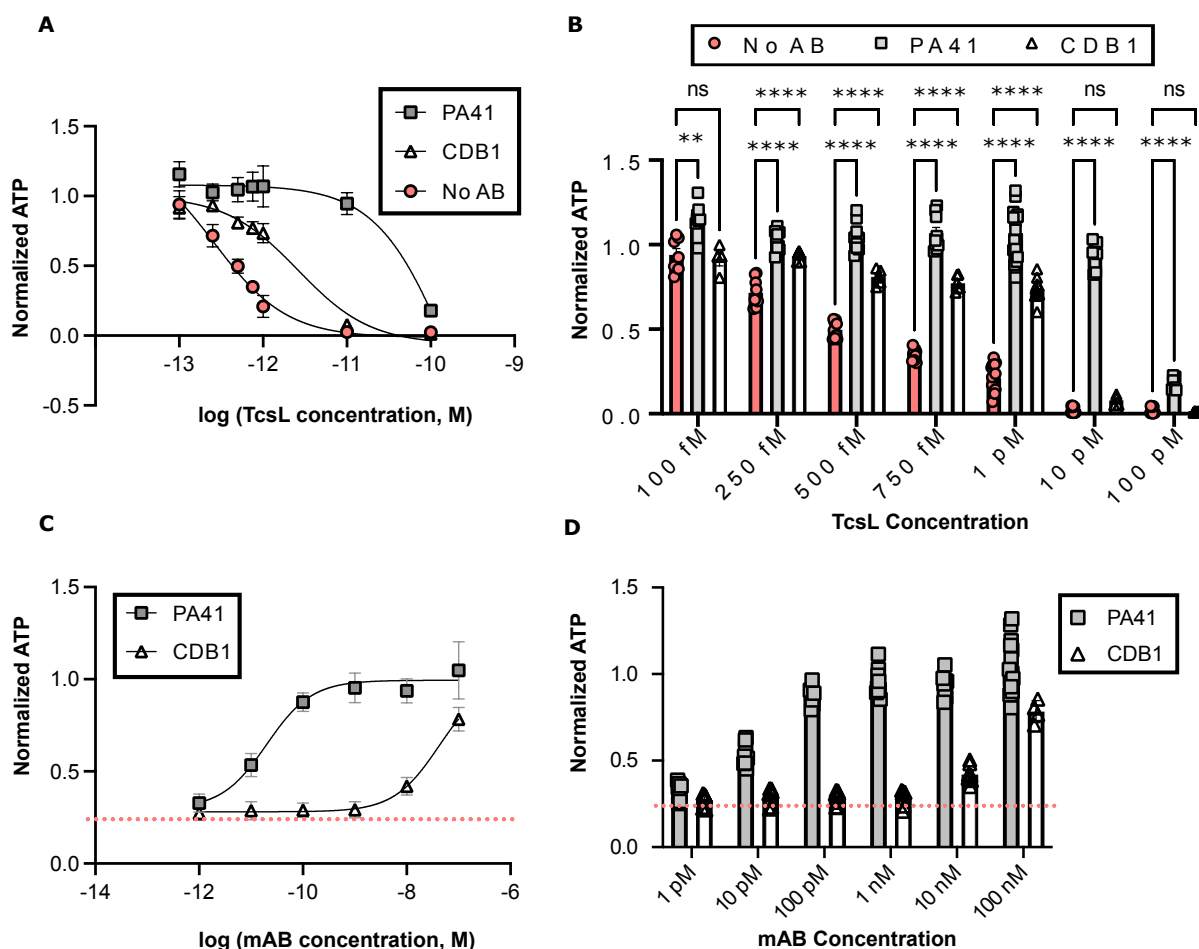 A
PA41
CDB1
No AB
Normalized ATP
1.5
1.0
0.5
0.0
-0.5
-13
-12
-11
-10
-9
log (TcsL concentration, M)
B
No AB
PA41
CDB1
ns
****
****
****
****
ns
ns
**
****
****
****
****
****
****
Normalized ATP
1.5
1.0
0.5
0.0
100 fM
250 fM
500 fM
750 fM
1 pM
10 pM
100 pM
TcsL Concentration
C
PA41
CDB1
Normalized ATP
1.5
1.0
0.5
0.0
-14
-12
-10
-8
-6
log (mAB concentration, M)
D
PA41
CDB1
Normalized ATP
1.5
1.0
0.5
0.0
1 pM
10 pM
100 pM
1 nM
10 nM
100 nM
mAB Concentration